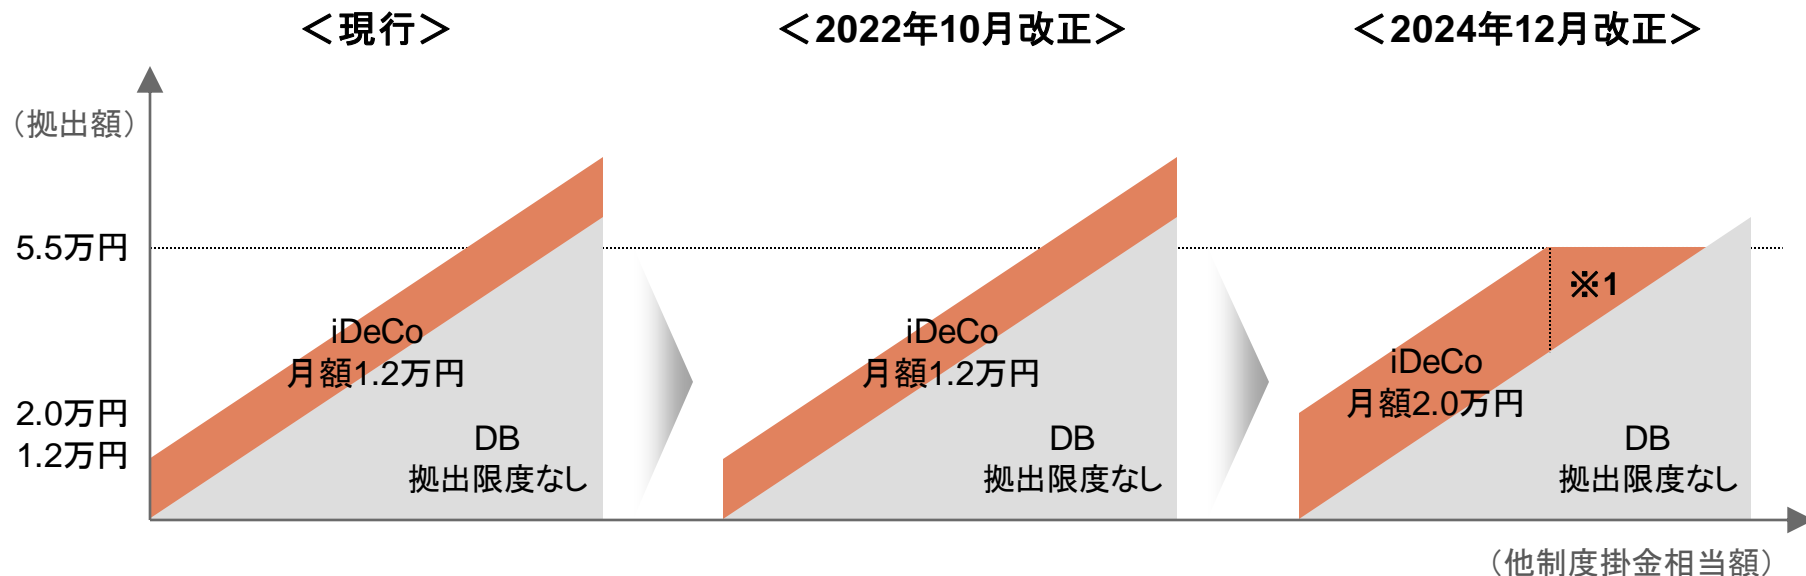 ＜現行＞
＜2022年10月改正＞
＜2024年12月改正＞
（拠出額）
5.5万円
2.0万円
1.2万円
iDeCo
月額1.2万円
DB
拠出限度なし
iDeCo
月額1.2万円
DB
拠出限度なし
※1
iDeCo
月額2.0万円
DB
拠出限度なし
（他制度掛金相当額）